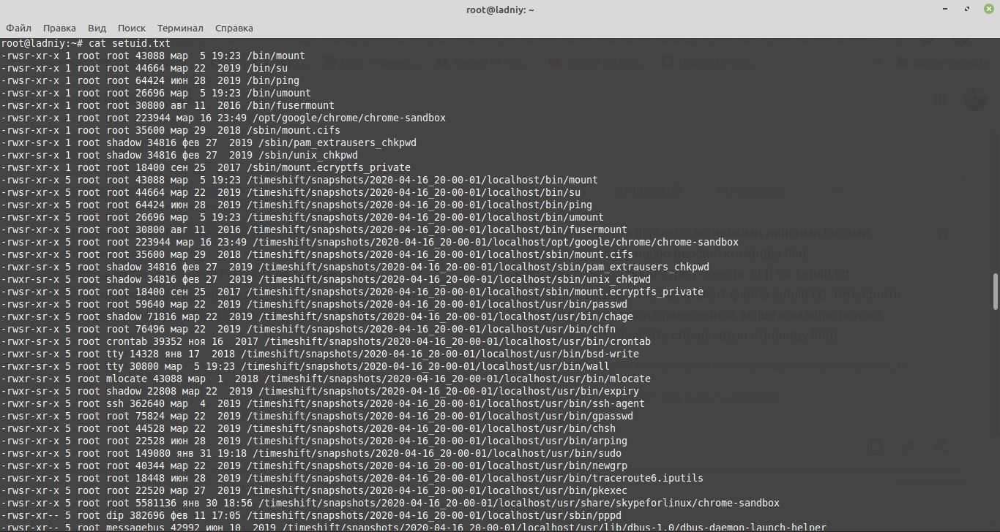 root@ladniy: ~
Файл Правка Вид Поиск Терминал Справка
root@ladniy:~# cat setuid.txt
-rwsr-xr-x 1 root root 43088 мар  5 19:23 /bin/mount
-rwsr-xr-x 1 root root 44664 мар 22  2019 /bin/su
-rwsr-xr-x 1 root root 64424 июн 28  2019 /bin/ping
-rwsr-xr-x 1 root root 26696 мар  5 19:23 /bin/umount
-rwsr-xr-x 1 root root 30800 авг 11  2016 /bin/fusermount
-rwsr-xr-x 1 root root 223944 мар 16 23:49 /opt/google/chrome/chrome-sandbox
-rwsr-xr-x 1 root root 35600 мар 29  2018 /sbin/mount.cifs
-rwxr-sr-x 1 root shadow 34816 фев 27  2019 /sbin/pam_extrausers_chkpwd
-rwxr-sr-x 1 root shadow 34816 фев 27  2019 /sbin/unix_chkpwd
-rwsr-xr-x 1 root root 18400 сен 25  2017 /sbin/mount.ecryptfs_private
-rwsr-xr-x 5 root root 43088 мар  5 19:23 /timeshift/snapshots/2020-04-16_20-00-01/localhost/bin/mount
-rwsr-xr-x 5 root root 44664 мар 22  2019 /timeshift/snapshots/2020-04-16_20-00-01/localhost/bin/su
-rwsr-xr-x 5 root root 64424 июн 28  2019 /timeshift/snapshots/2020-04-16_20-00-01/localhost/bin/ping
-rwsr-xr-x 5 root root 26696 мар  5 19:23 /timeshift/snapshots/2020-04-16_20-00-01/localhost/bin/umount
-rwsr-xr-x 5 root root 30800 авг 11  2016 /timeshift/snapshots/2020-04-16_20-00-01/localhost/bin/fusermount
-rwsr-xr-x 5 root root 223944 мар 16 23:49 /timeshift/snapshots/2020-04-16_20-00-01/localhost/opt/google/chrome/chrome-sandbox
-rwsr-xr-x 5 root root 35600 мар 29  2018 /timeshift/snapshots/2020-04-16_20-00-01/localhost/sbin/mount.cifs
-rwxr-sr-x 5 root shadow 34816 фев 27  2019 /timeshift/snapshots/2020-04-16_20-00-01/localhost/sbin/pam_extrausers_chkpwd
-rwxr-sr-x 5 root shadow 34816 фев 27  2019 /timeshift/snapshots/2020-04-16_20-00-01/localhost/sbin/unix_chkpwd
-rwsr-xr-x 5 root root 18400 сен 25  2017 /timeshift/snapshots/2020-04-16_20-00-01/localhost/sbin/mount.ecryptfs_private
-rwsr-xr-x 5 root root 59640 мар 22  2019 /timeshift/snapshots/2020-04-16_20-00-01/localhost/usr/bin/passwd
-rwxr-sr-x 5 root shadow 71816 мар 22  2019 /timeshift/snapshots/2020-04-16_20-00-01/localhost/usr/bin/chage
-rwsr-xr-x 5 root root 76496 мар 22  2019 /timeshift/snapshots/2020-04-16_20-00-01/localhost/usr/bin/chfn
-rwxr-sr-x 5 root crontab 39352 ноя 16  2017 /timeshift/snapshots/2020-04-16_20-00-01/localhost/usr/bin/crontab
-rwxr-sr-x 5 root tty 14328 янв 17  2018 /timeshift/snapshots/2020-04-16_20-00-01/localhost/usr/bin/bsd-write
-rwxr-sr-x 5 root tty 30800 мар  5 19:23 /timeshift/snapshots/2020-04-16_20-00-01/localhost/usr/bin/wall
-rwxr-sr-x 5 root mlocate 43088 мар  1  2018 /timeshift/snapshots/2020-04-16_20-00-01/localhost/usr/bin/mlocate
-rwxr-sr-x 5 root shadow 22808 мар 22  2019 /timeshift/snapshots/2020-04-16_20-00-01/localhost/usr/bin/expiry
-rwxr-sr-x 5 root ssh 362640 мар  4  2019 /timeshift/snapshots/2020-04-16_20-00-01/localhost/usr/bin/ssh-agent
-rwsr-xr-x 5 root root 75824 мар 22  2019 /timeshift/snapshots/2020-04-16_20-00-01/localhost/usr/bin/gpasswd
-rwsr-xr-x 5 root root 44528 мар 22  2019 /timeshift/snapshots/2020-04-16_20-00-01/localhost/usr/bin/chsh
-rwsr-xr-x 5 root root 22528 июн 28  2019 /timeshift/snapshots/2020-04-16_20-00-01/localhost/usr/bin/arping
-rwsr-xr-x 5 root root 149080 янв 31 19:18 /timeshift/snapshots/2020-04-16_20-00-01/localhost/usr/bin/sudo
-rwsr-xr-x 5 root root 40344 мар 22  2019 /timeshift/snapshots/2020-04-16_20-00-01/localhost/usr/bin/newgrp
-rwsr-xr-x 5 root root 18448 июн 28  2019 /timeshift/snapshots/2020-04-16_20-00-01/localhost/usr/bin/traceroute6.iputils
-rwsr-xr-x 5 root root 22520 мар 27  2019 /timeshift/snapshots/2020-04-16_20-00-01/localhost/usr/bin/pkexec
-rwsr-xr-x 5 root root 5581136 янв 30 18:56 /timeshift/snapshots/2020-04-16_20-00-01/localhost/usr/share/skypeforlinux/chrome-sandbox
-rwsr-xr-- 5 root dip 382696 фев 11 17:05 /timeshift/snapshots/2020-04-16_20-00-01/localhost/usr/sbin/pppd
-rwsr-xr-- 5 root messagebus 42992 июн 10  2019 /timeshift/snapshots/2020-04-16_20-00-01/localhost/usr/lib/dbus-1.0/dbus-daemon-launch-helper